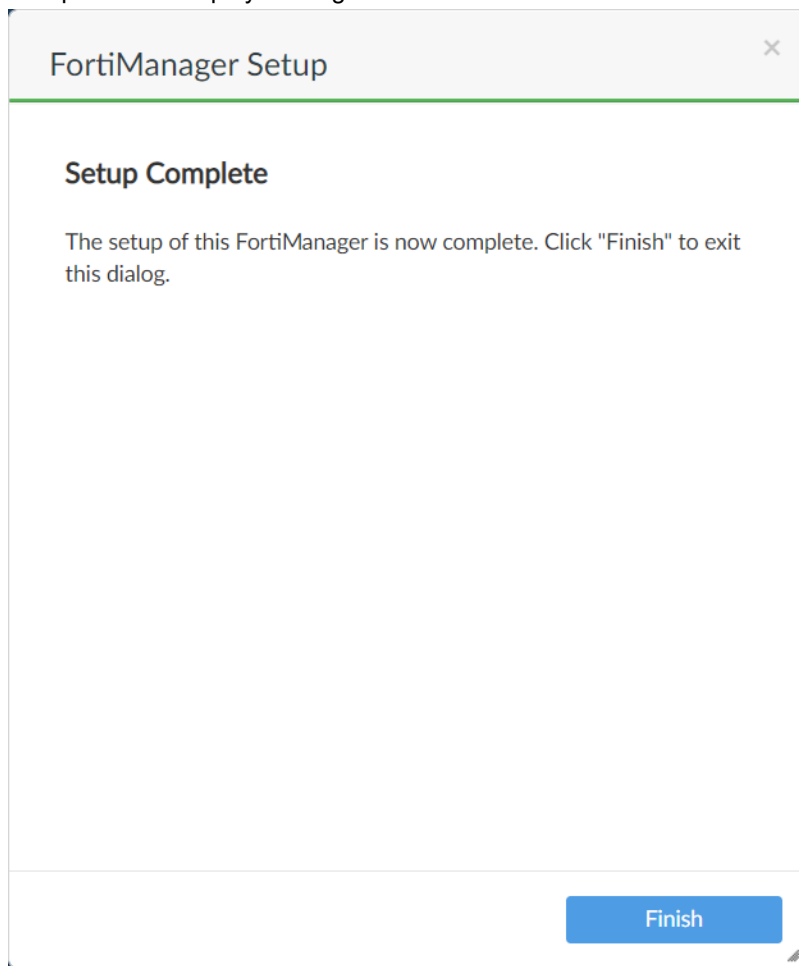 FortiManager Setup
×
Setup Complete
The setup of this FortiManager is now complete. Click "Finish" to exit
this dialog.
Finish